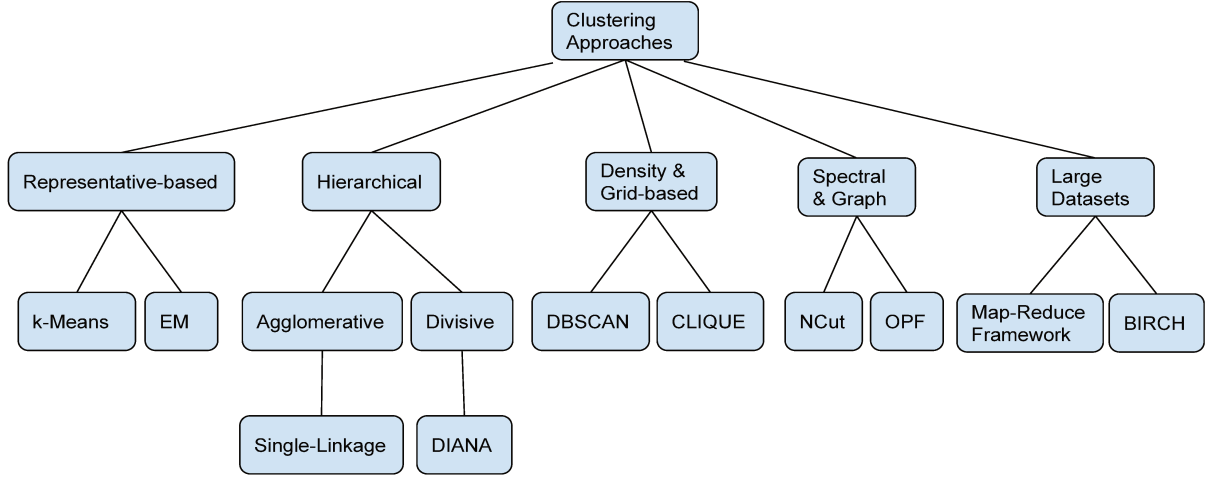 Clustering
Approaches
Representative-based
Hierarchical
Density &
Grid-based
Spectral
& Graph
Large
Datasets
k-Means
EM
Agglomerative
Divisive
DBSCAN
CLIQUE
NCut
OPF
Map-Reduce
Framework
BIRCH
Single-Linkage
DIANA